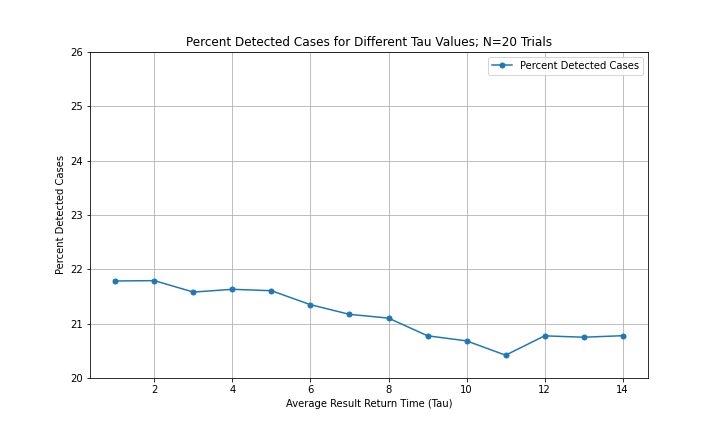 Percent Detected Cases for Different Tau Values; N=20 Trials
Percent Detected Cases
26
25
24
23
22
21
20
Percent Detected Cases
2 4 6 8 10 12 14
Average Result Return Time (Tau)